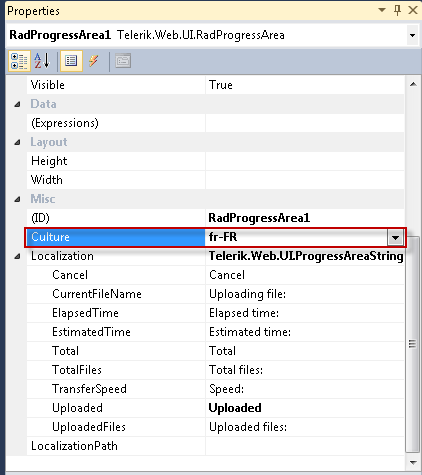 Properties
RadProgressArea1 Telerik.Web.UI.RadProgressArea
Visible True
Data
(Expressions)
Layout
Height
Width
Misc
(ID) RadProgressArea1
Culture fr-FR
Localization Telerik.Web.UI.ProgressAreaString
Cancel Cancel
CurrentFileName Uploading file:
ElapsedTime Elapsed time:
EstimatedTime Estimated time:
Total Total
TotalFiles Total files:
TransferSpeed Speed:
Uploaded Uploaded
UploadedFiles Uploaded files:
LocalizationPath